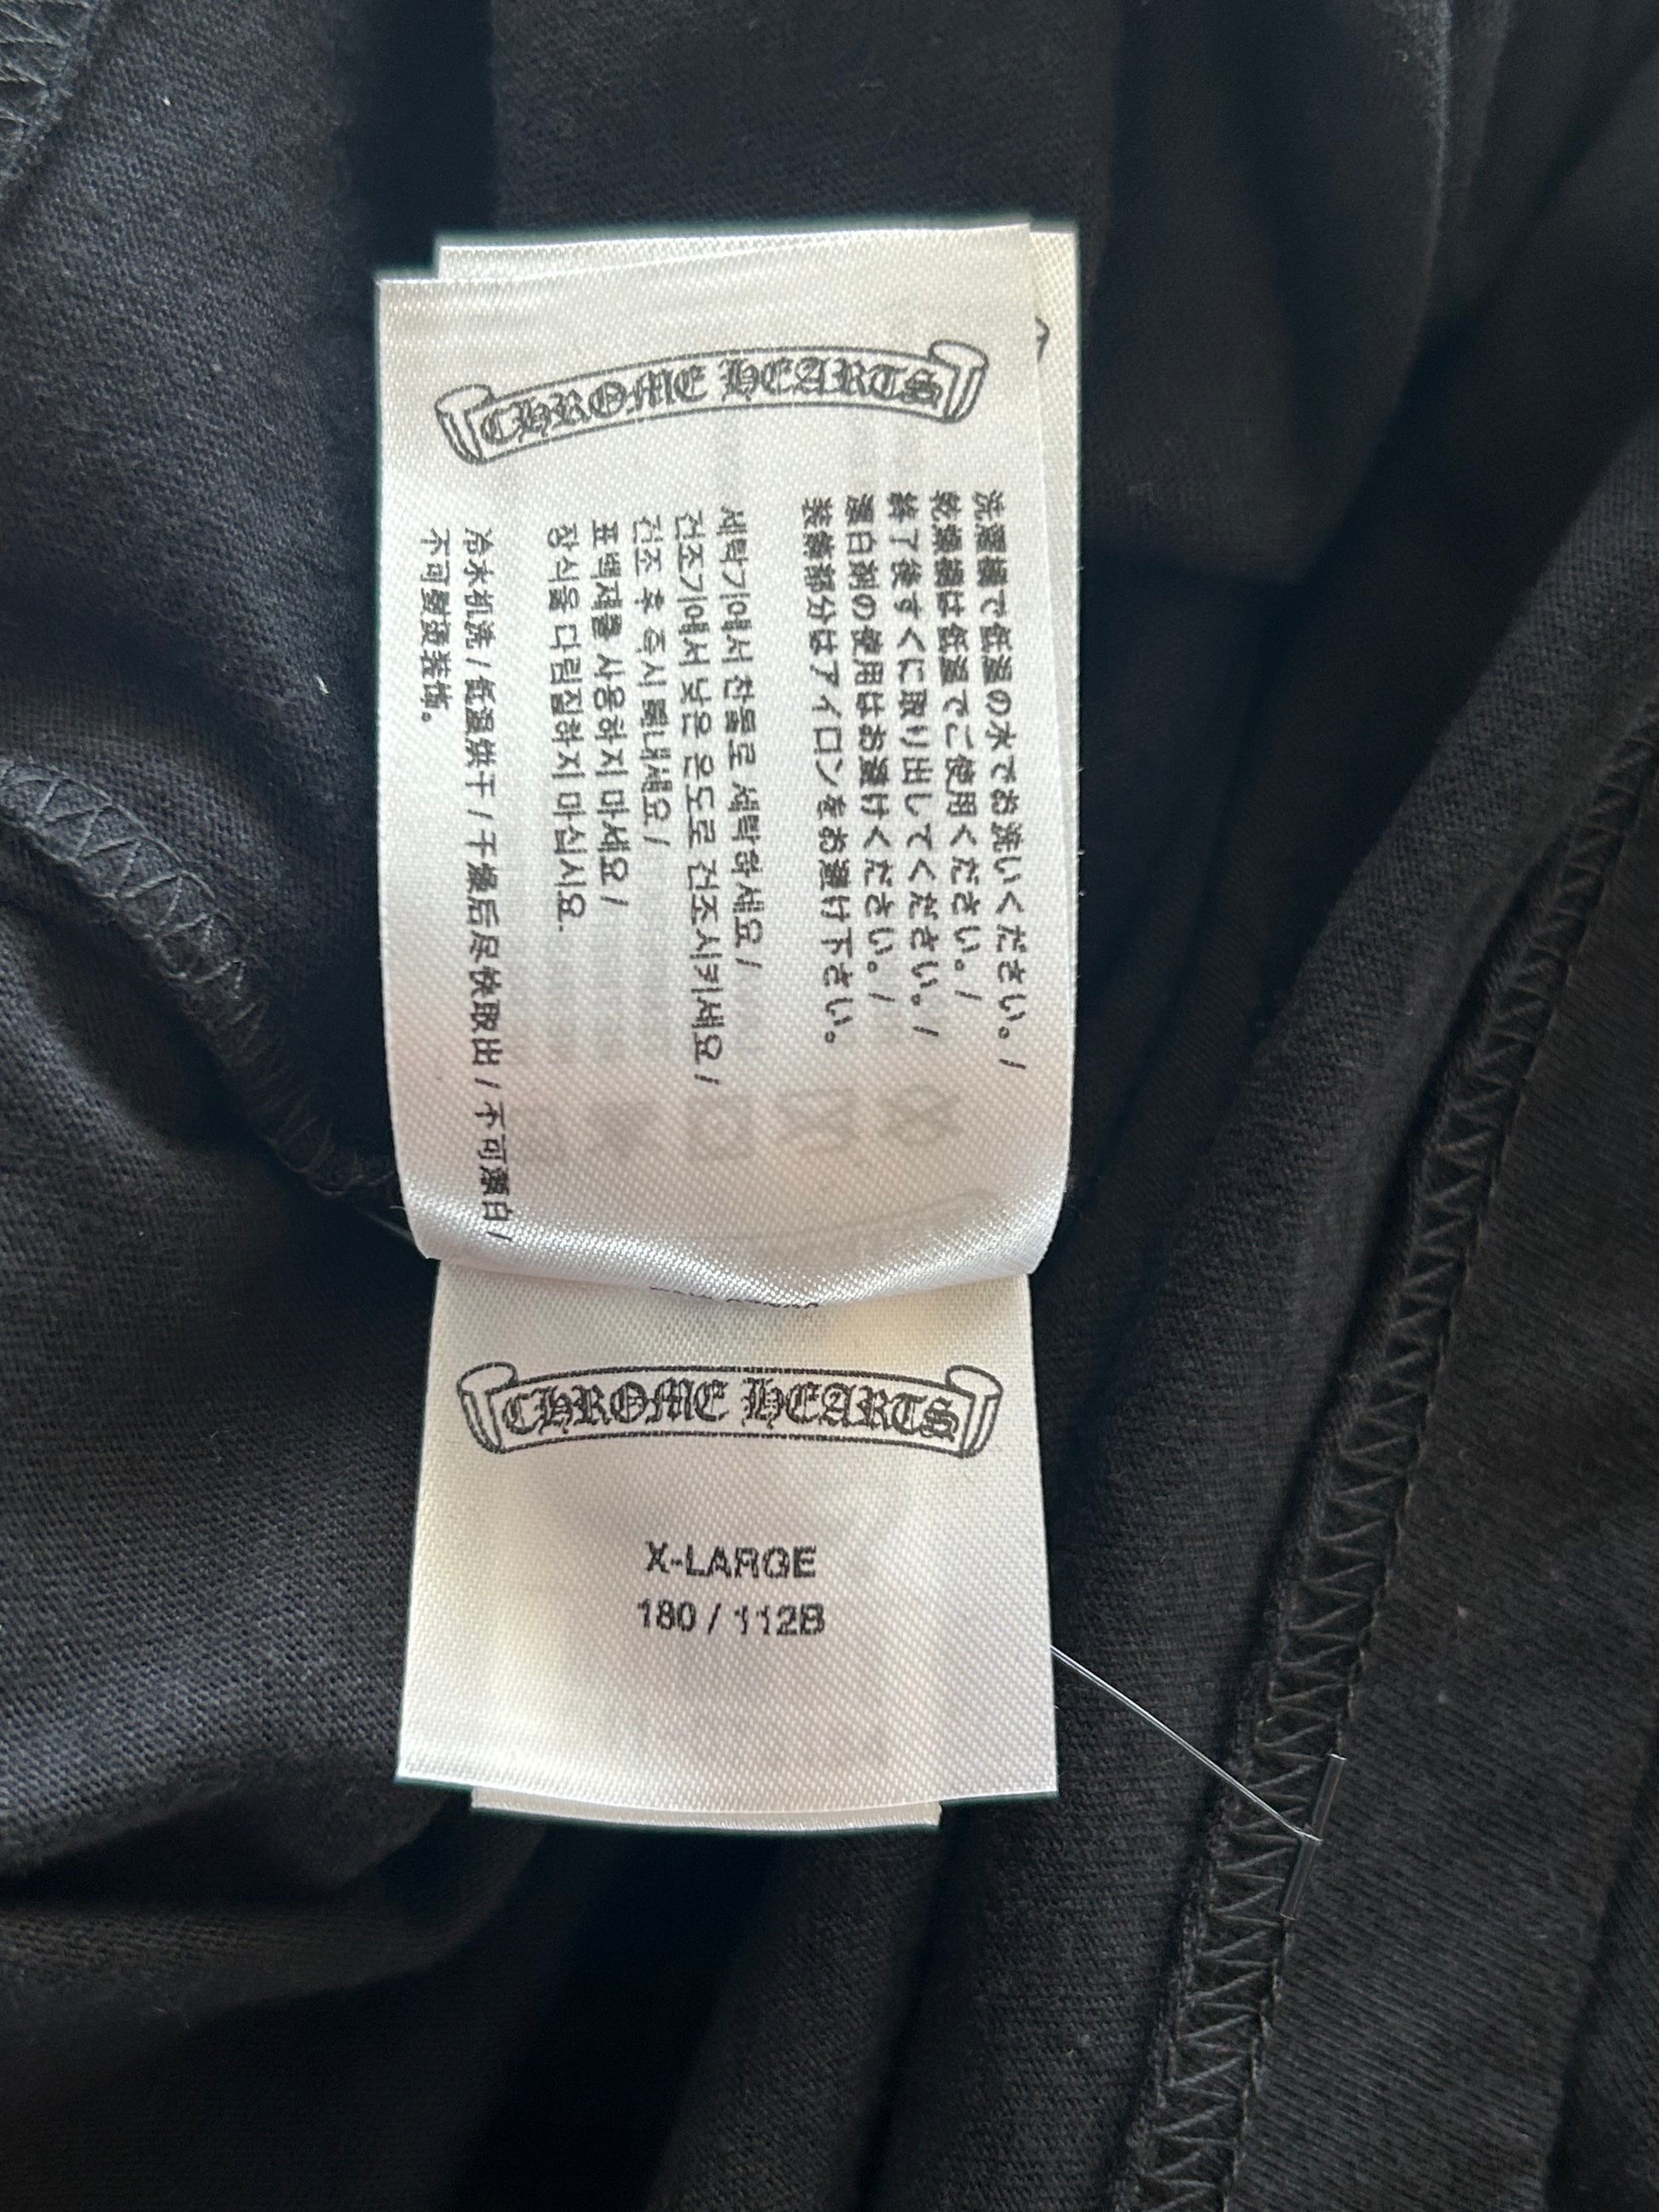 CHROME HEARTS
洗濯機で低温の水でお洗いください。/
乾燥機は低温でご使用ください。/
終了後すぐに取り出してください。/
漂白剤の使用はお避けください。/
装飾部分はアイロンをお避け下さい。
세탁기에서 찬물로 세탁하세요 /
건조기에서 낮은 온도로 건조시키세요 /
건조 후 즉시 꺼내세요 /
표백제를 사용하지 마세요 /
장식을 다림질하지 마십시요.
冷水机洗 / 低温烘干 / 干燥后尽快取出 / 不可漂白 /
不可熨烫装饰。
CHROME HEARTS
X-LARGE
180 / 112B